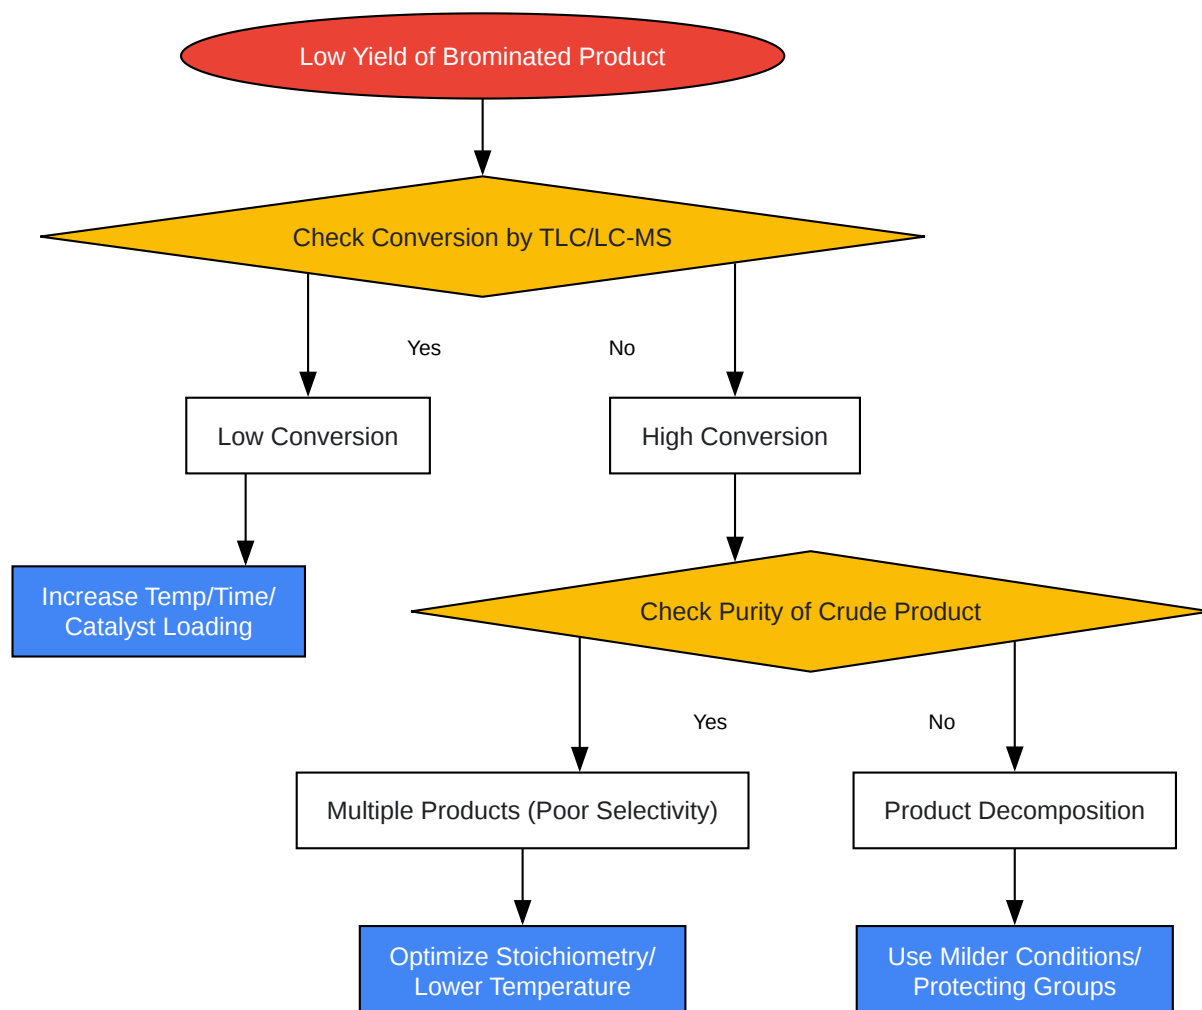 Low Yield of Brominated Product
Check Conversion by TLC/LC-MS
Yes
No
Low Conversion
High Conversion
Increase Temp/Time/
Catalyst Loading
Check Purity of Crude Product
Yes
No
Multiple Products (Poor Selectivity)
Product Decomposition
Optimize Stoichiometry/
Lower Temperature
Use Milder Conditions/
Protecting Groups